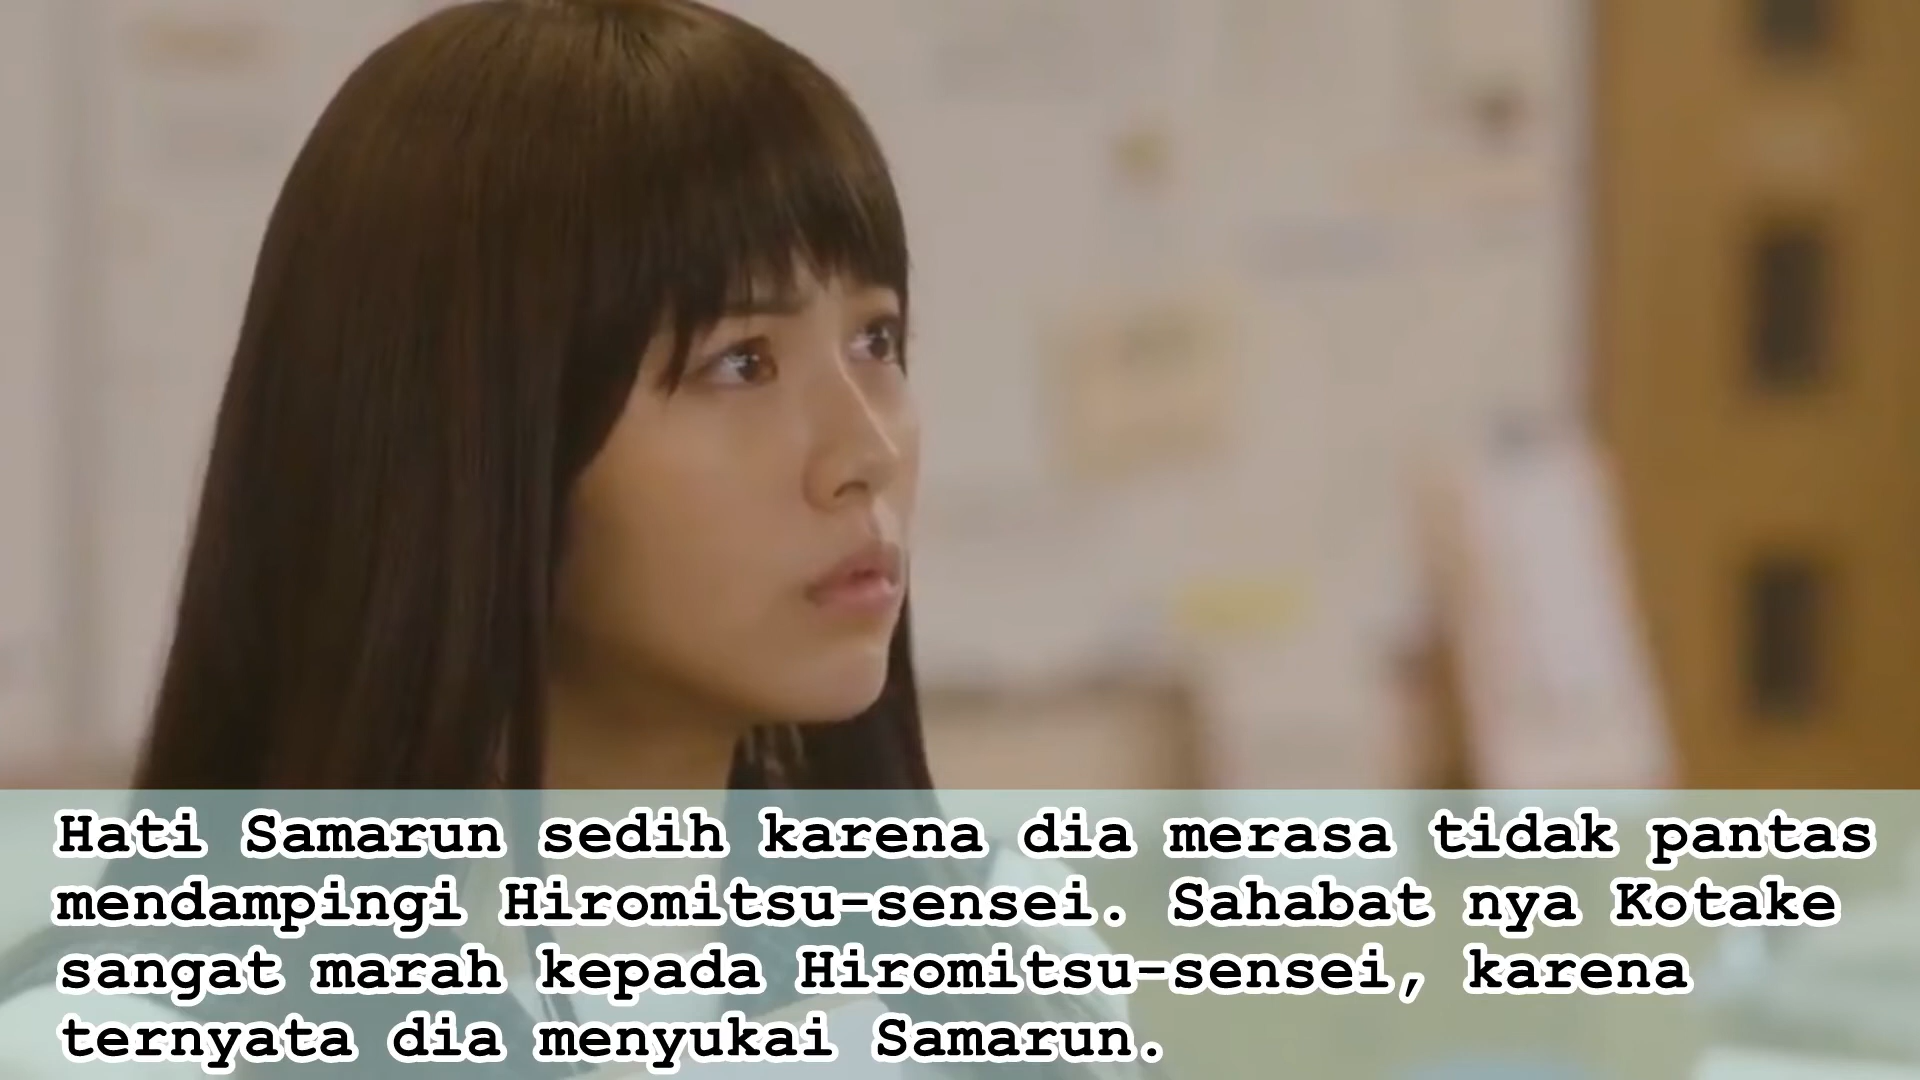 Hati Samarun sedih karena dia merasa tidak pantas
mendampingi Hiromitsu-sensei. Sahabat nya Kotake
sangat marah kepada Hiromitsu-sensei, karena
ternyata dia menyukai Samarun.